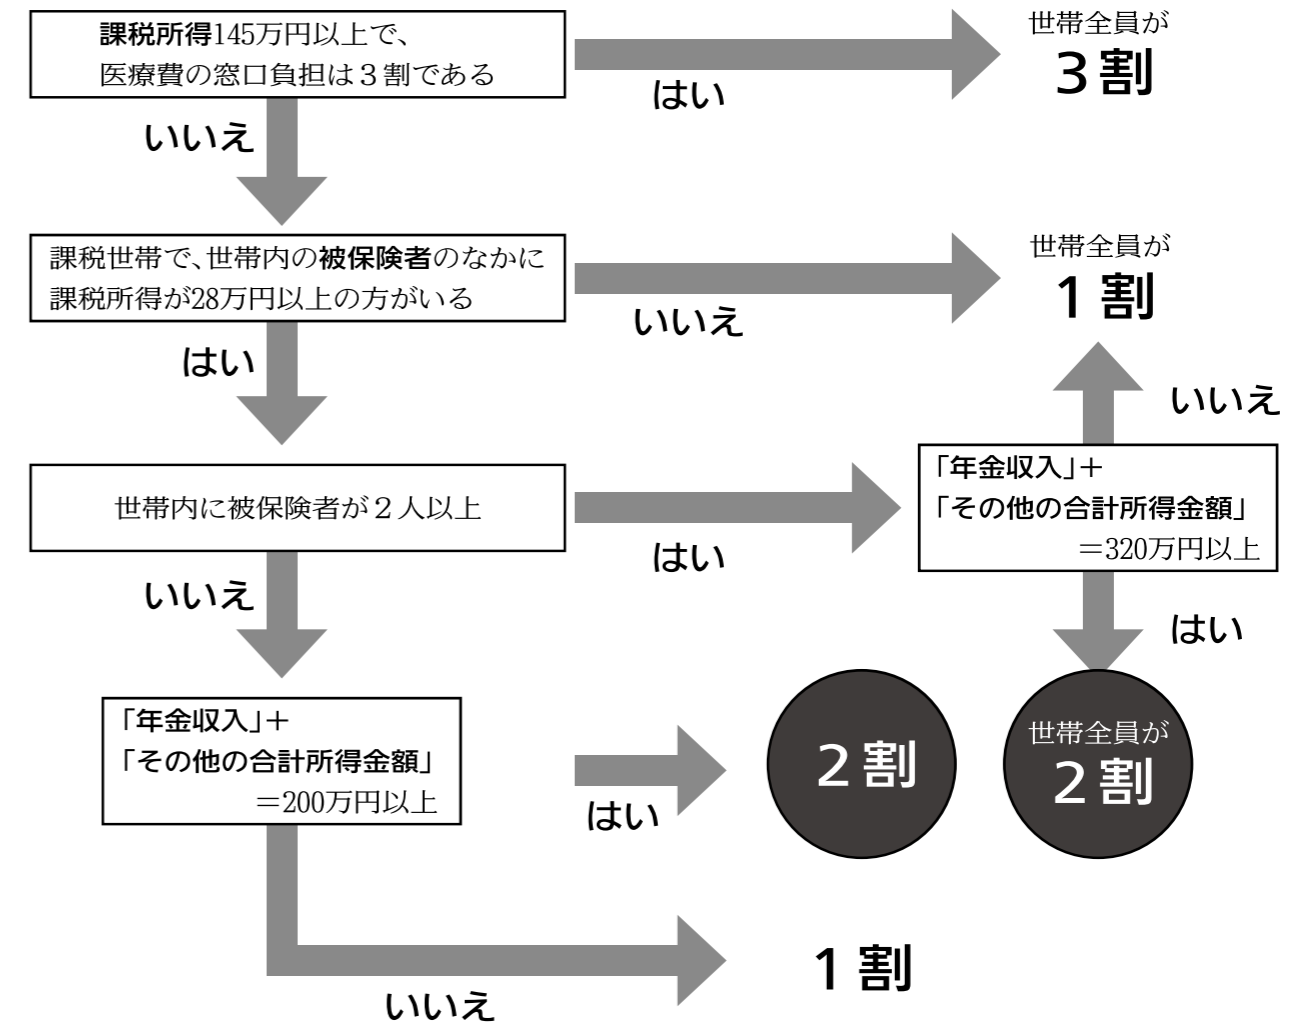 課税所得145万円以上で、
医療費の窓口負担は３割である
はい
世帯全員が
３割
いいえ
課税世帯で、世帯内の被保険者のなかに
課税所得が28万円以上の方がいる
いいえ
世帯全員が
１割
はい
いいえ
世帯内に被保険者が２人以上
はい
「年金収入」＋
「その他の合計所得金額」
＝320万円以上
いいえ
はい
「年金収入」＋
「その他の合計所得金額」
＝200万円以上
はい
２割
世帯全員が
２割
いいえ
１割